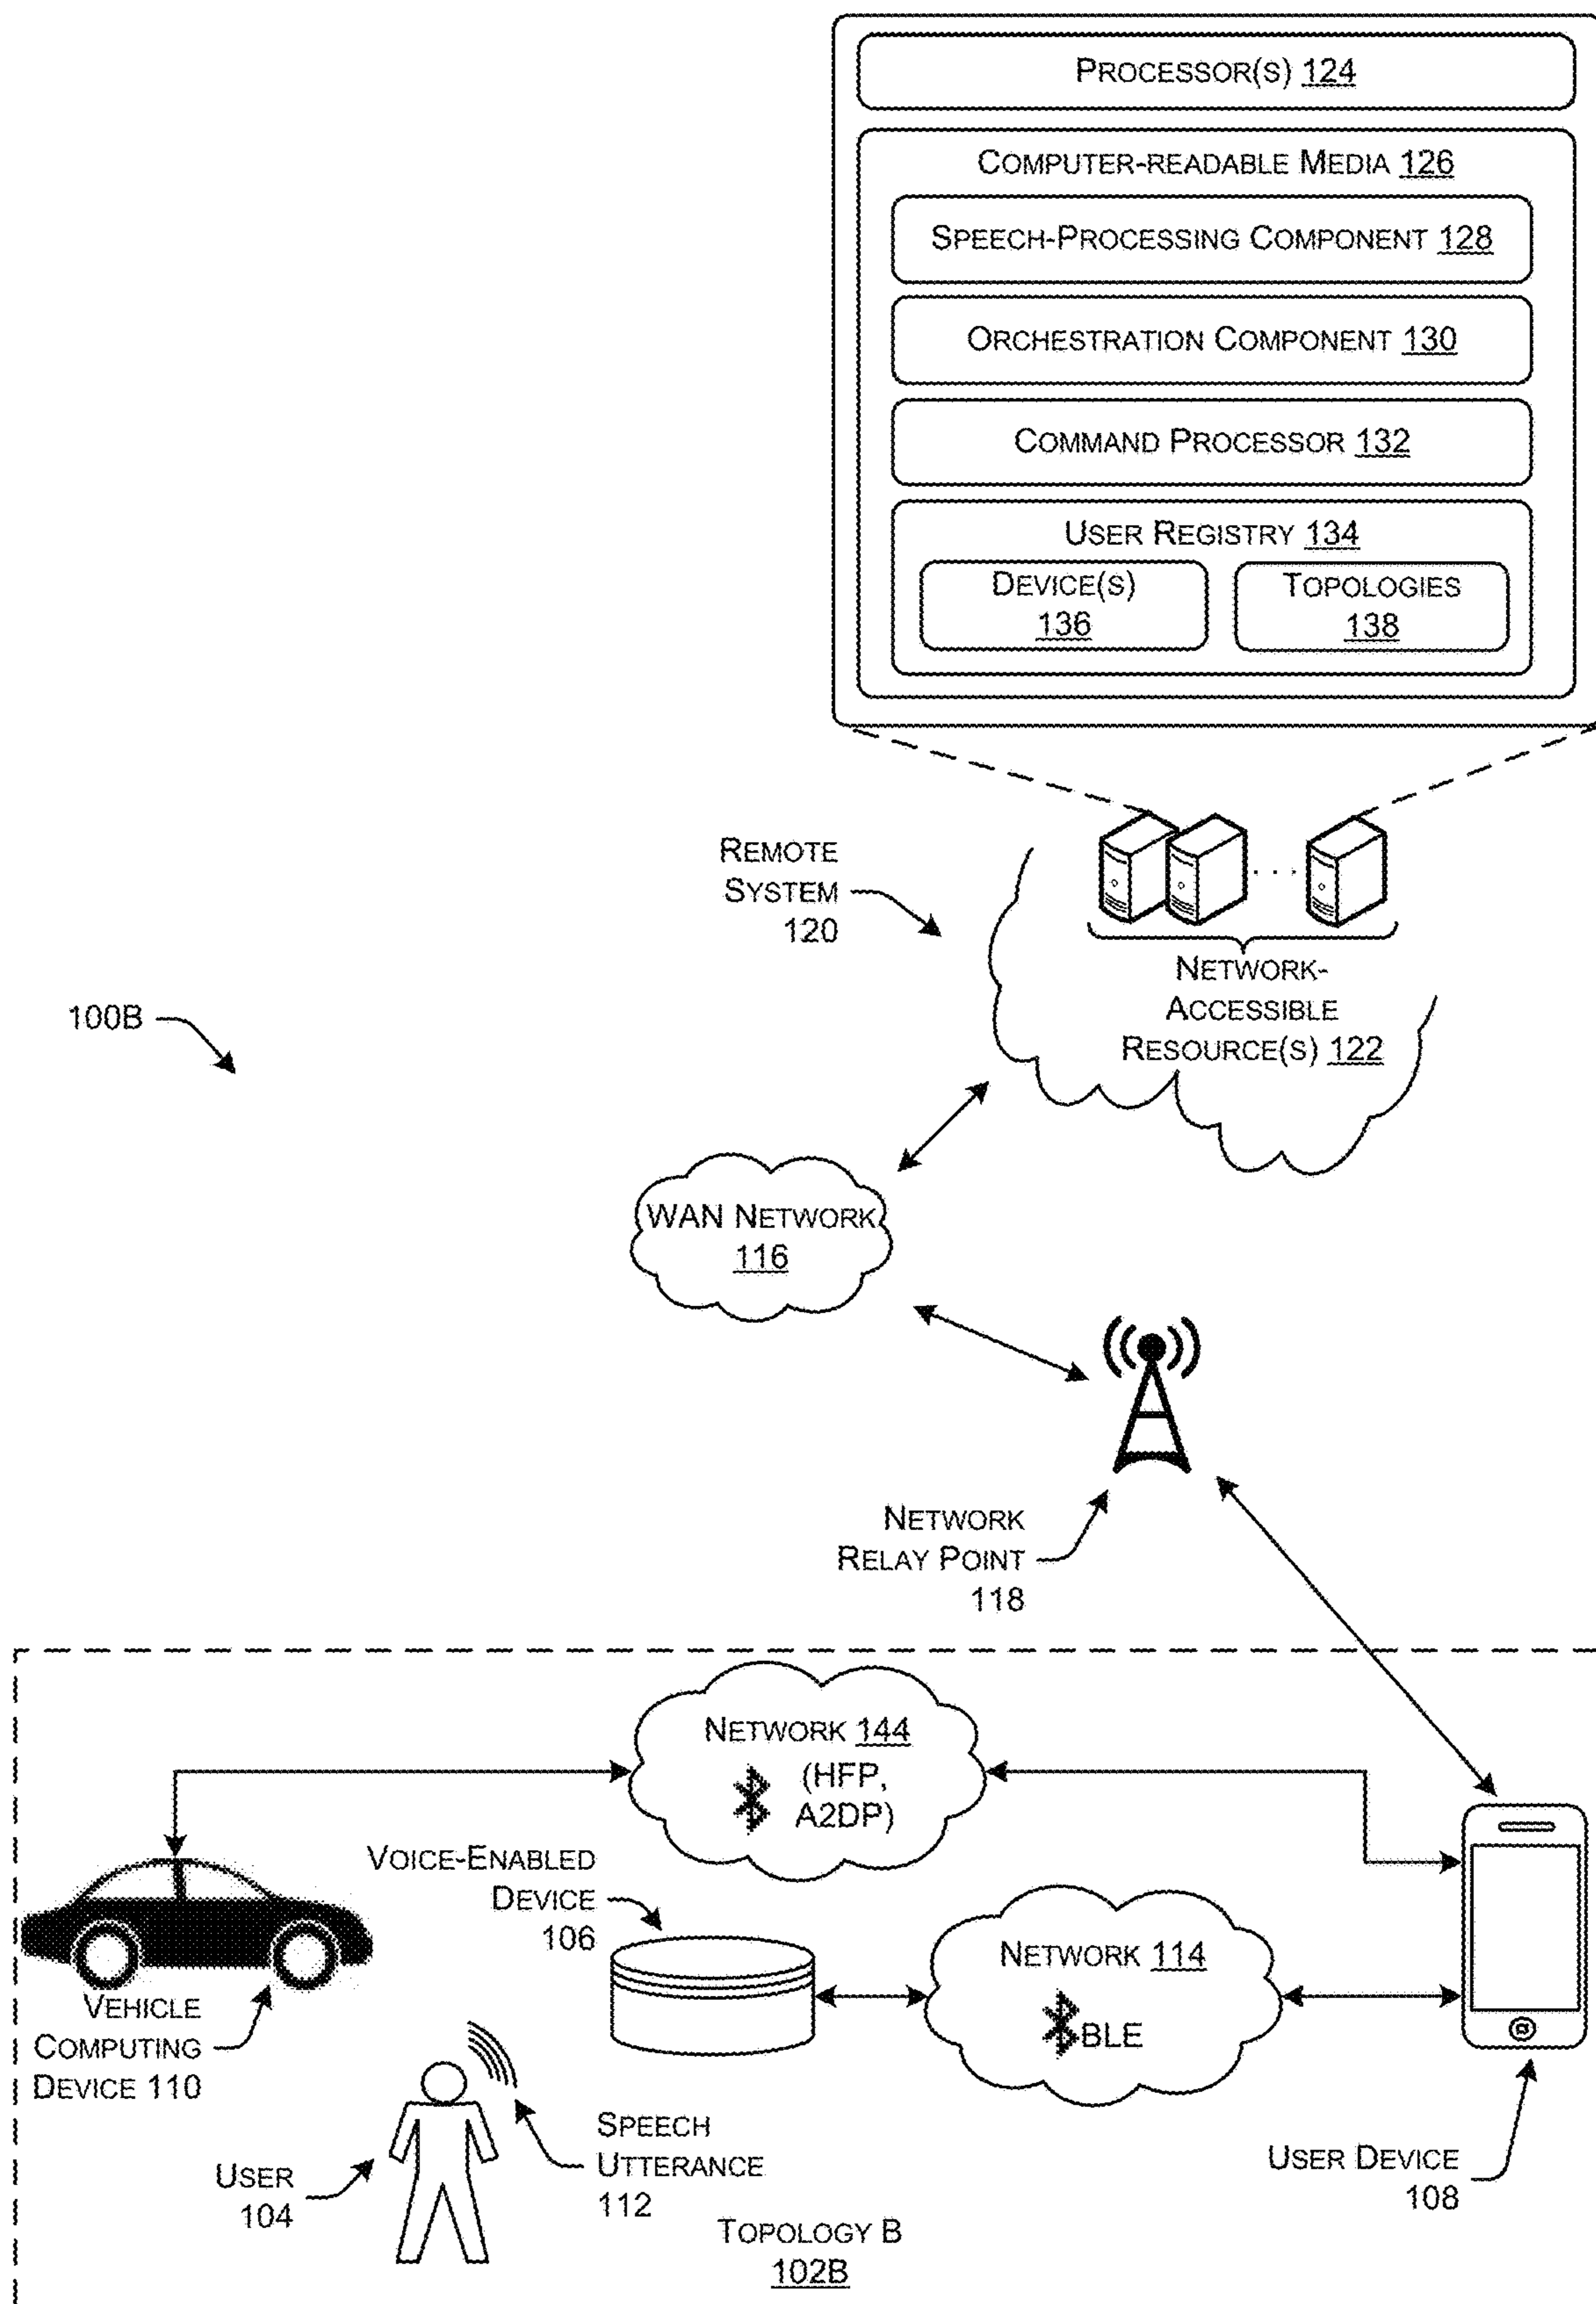 PROCESSOR(S) 124
COMPUTER-READABLE MEDIA 126
SPEECH-PROCESSING COMPONENT 128
ORCHESTRATION COMPONENT 130
COMMAND PROCESSOR 132
USER REGISTRY 134
DEVICE(S)
136
TOPOLOGIES
138
REMOTE
SYSTEM
120
NETWORK-
ACCESSIBLE
RESOURCE(S) 122
100B
WAN NETWORK
116
NETWORK
RELAY POINT
118
NETWORK 144
(HFP,
A2DP)
VOICE-ENABLED
DEVICE
106
NETWORK 114
BLE
VEHICLE
COMPUTING
DEVICE 110
SPEECH
UTTERANCE
112
USER
104
USER DEVICE
108
TOPOLOGY B
102B